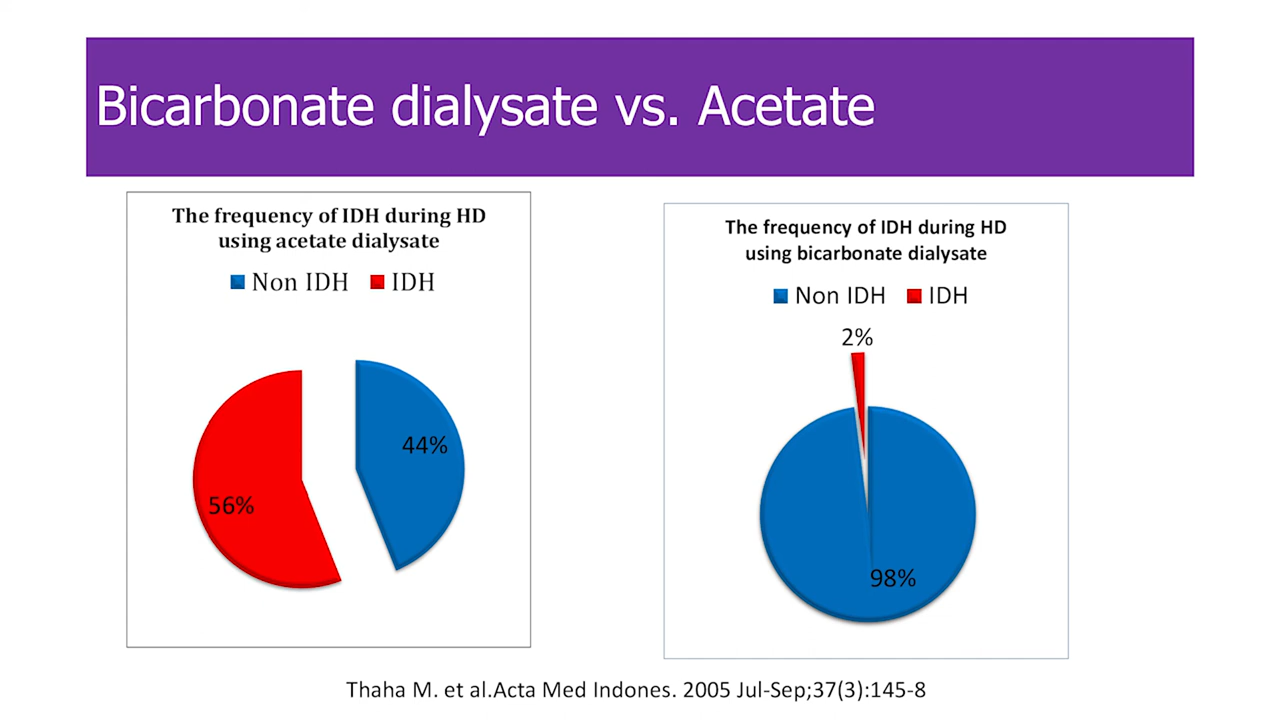 Bicarbonate dialysate vs. Acetate
The frequency of IDH during HD
using acetate dialysate
Non IDH IDH
44%
56%
The frequency of IDH during HD
using bicarbonate dialysate
Non IDH IDH
2%
98%
Thaha M. et al.Acta Med Indones. 2005 Jul-Sep;37(3):145-8